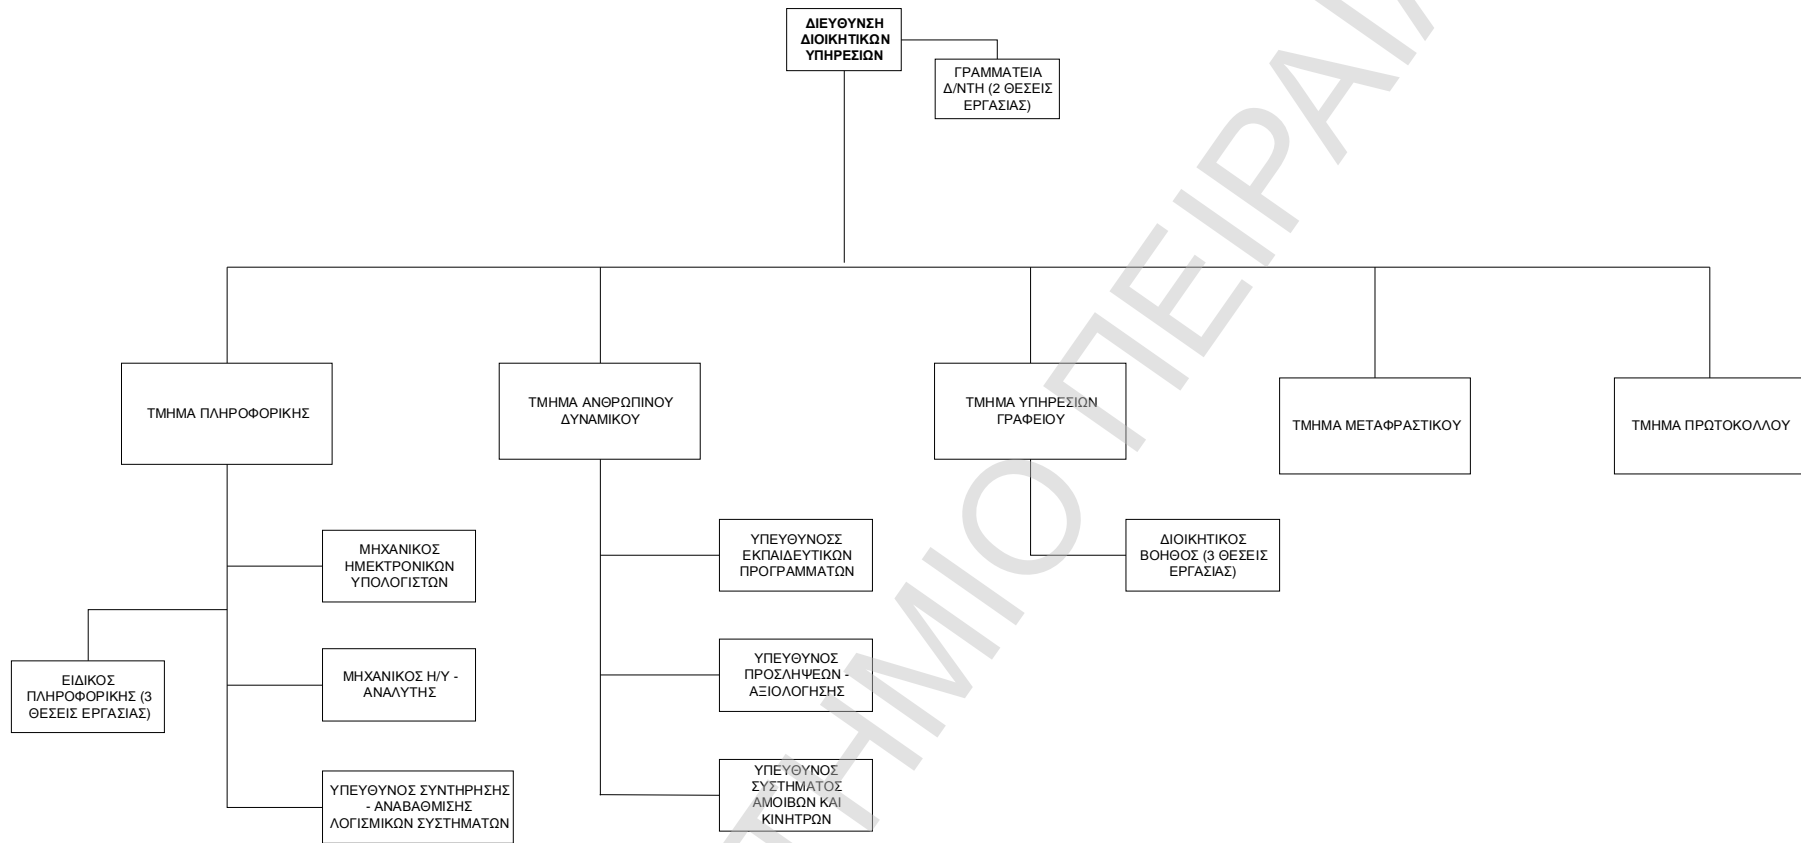 ΔΙΕΥΘΥΝΣΗ
ΔΙΟΙΚΗΤΙΚΩΝ
ΥΠΗΡΕΣΙΩΝ
ΓΡΑΜΜΑΤΕΙΑ
Δ/ΝΤΗ (2 ΘΕΣΕΙΣ
ΕΡΓΑΣΙΑΣ)
ΤΜΗΜΑ ΠΛΗΡΟΦΟΡΙΚΗΣ
ΤΜΗΜΑ ΑΝΘΡΩΠΙΝΟΥ
ΔΥΝΑΜΙΚΟΥ
ΤΜΗΜΑ ΥΠΗΡΕΣΙΩΝ
ΓΡΑΦΕΙΟΥ
ΤΜΗΜΑ ΜΕΤΑΦΡΑΣΤΙΚΟΥ
ΤΜΗΜΑ ΠΡΩΤΟΚΟΛΛΟΥ
ΜΗΧΑΝΙΚΟΣ
ΗΜΕΚΤΡΟΝΙΚΩΝ
ΥΠΟΛΟΓΙΣΤΩΝ
ΥΠΕΥΘΥΝΟΣΣ
ΕΚΠΑΙΔΕΥΤΙΚΩΝ
ΠΡΟΓΡΑΜΜΑΤΩΝ
ΔΙΟΙΚΗΤΙΚΟΣ
ΒΟΗΘΟΣ (3 ΘΕΣΕΙΣ
ΕΡΓΑΣΙΑΣ)
ΕΙΔΙΚΟΣ
ΠΛΗΡΟΦΟΡΙΚΗΣ (3
ΘΕΣΕΙΣ ΕΡΓΑΣΙΑΣ)
ΜΗΧΑΝΙΚΟΣ Η/Υ -
ΑΝΑΛΥΤΗΣ
ΥΠΕΥΘΥΝΟΣ
ΠΡΟΣΛΗΨΕΩΝ -
ΑΞΙΟΛΟΓΗΣΗΣ
ΥΠΕΥΘΥΝΟΣ ΣΥΝΤΗΡΗΣΗΣ
- ΑΝΑΒΑΘΜΙΣΗΣ
ΛΟΓΙΣΜΙΚΩΝ ΣΥΣΤΗΜΑΤΩΝ
ΥΠΕΥΘΥΝΟΣ
ΣΥΣΤΗΜΑΤΟΣ
ΑΜΟΙΒΩΝ ΚΑΙ
ΚΙΝΗΤΡΩΝ